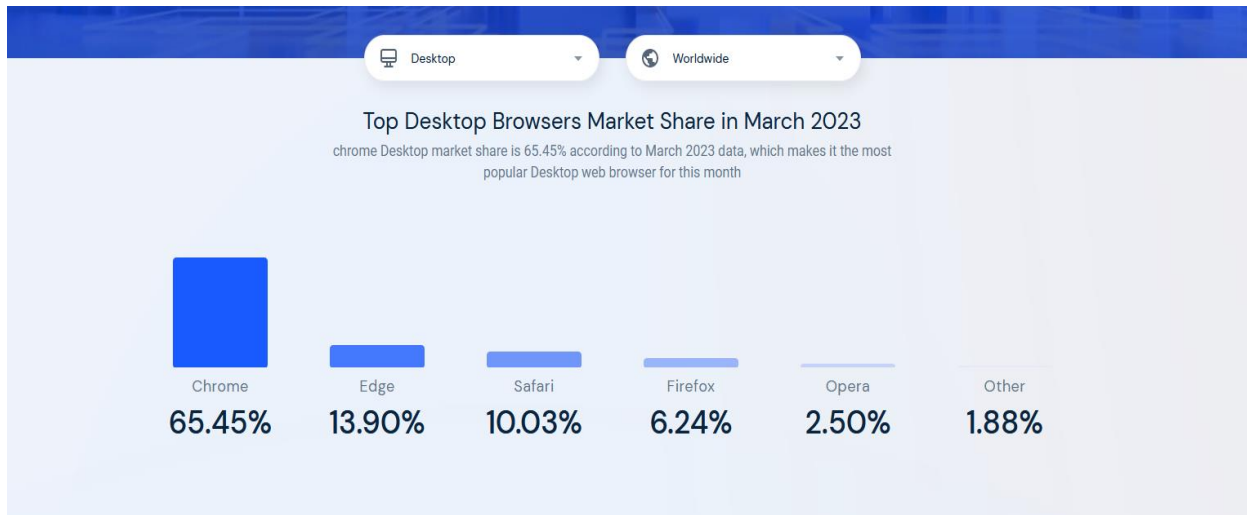 Desktop
Worldwide
Top Desktop Browsers Market Share in March 2023
chrome Desktop market share is 65.45% according to March 2023 data, which makes it the most
popular Desktop web browser for this month
Chrome
65.45%
Edge
13.90%
Safari
10.03%
Firefox
6.24%
Opera
2.50%
Other
1.88%